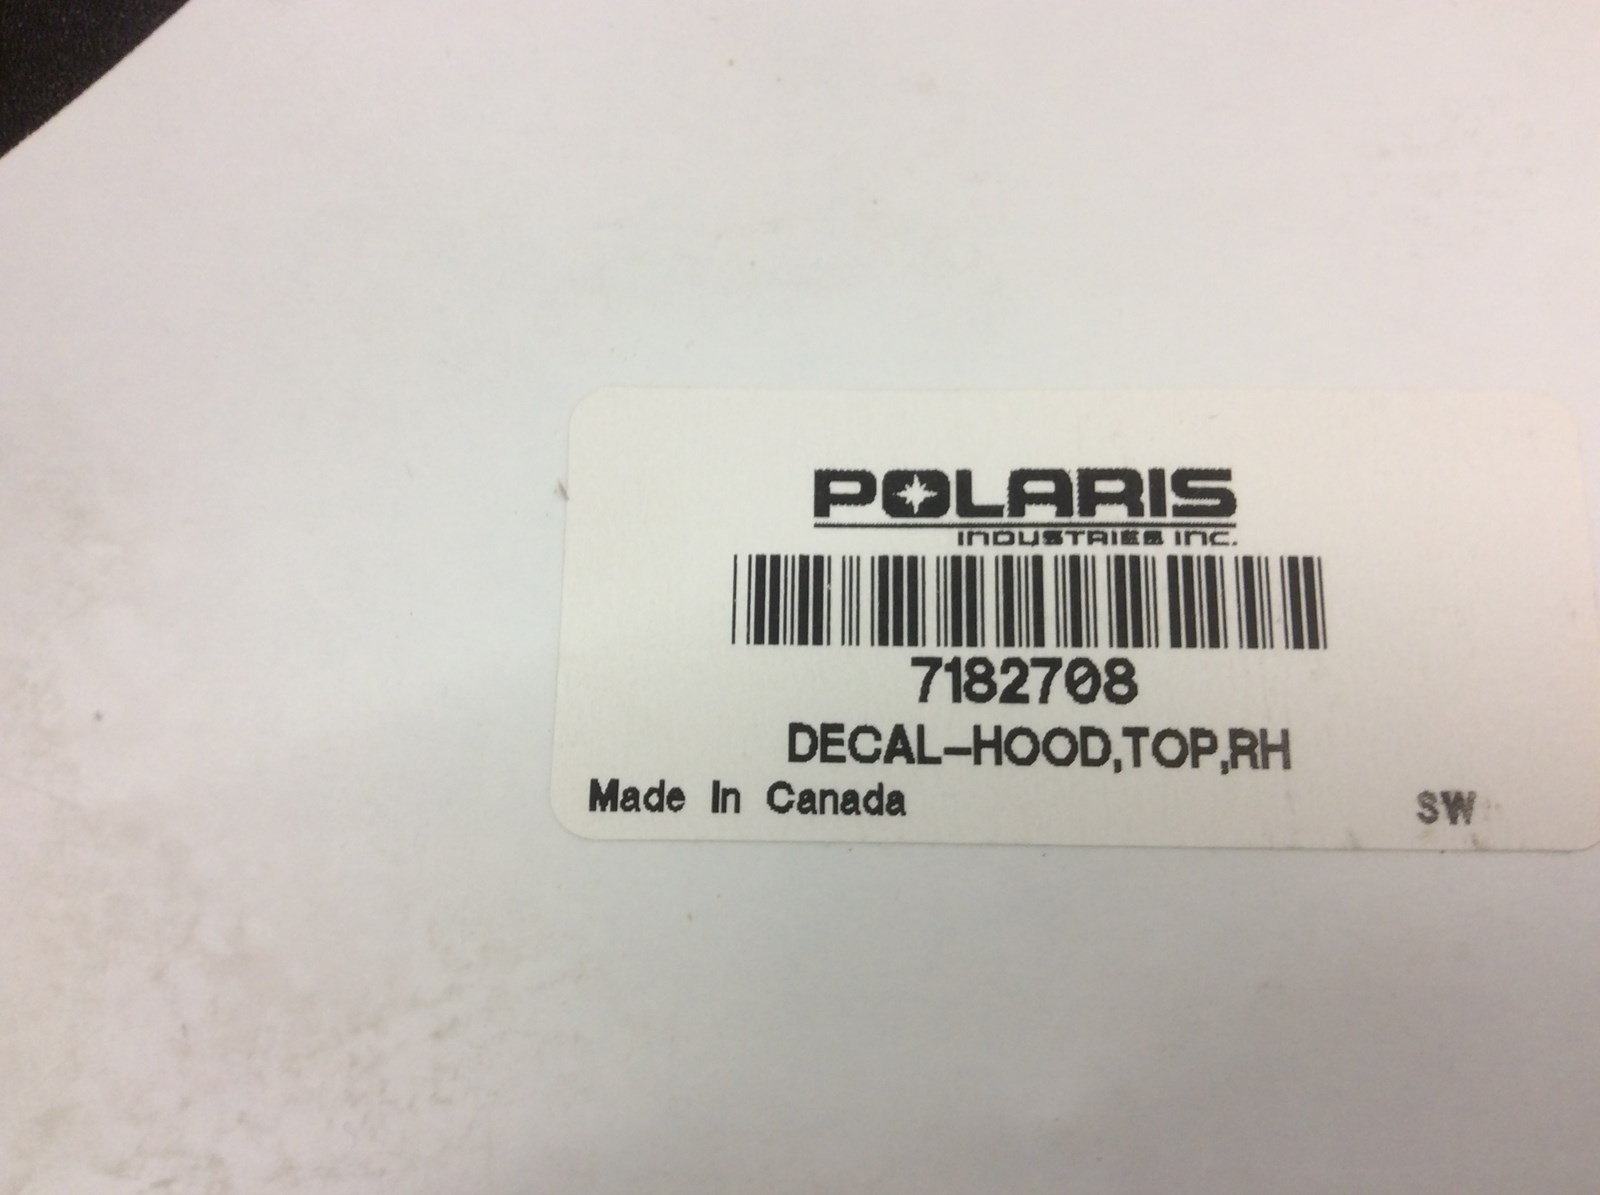 POLARIS
INDUSTRIES INC.
7182708
DECAL-HOOD,TOP,RH
Made In Canada SW